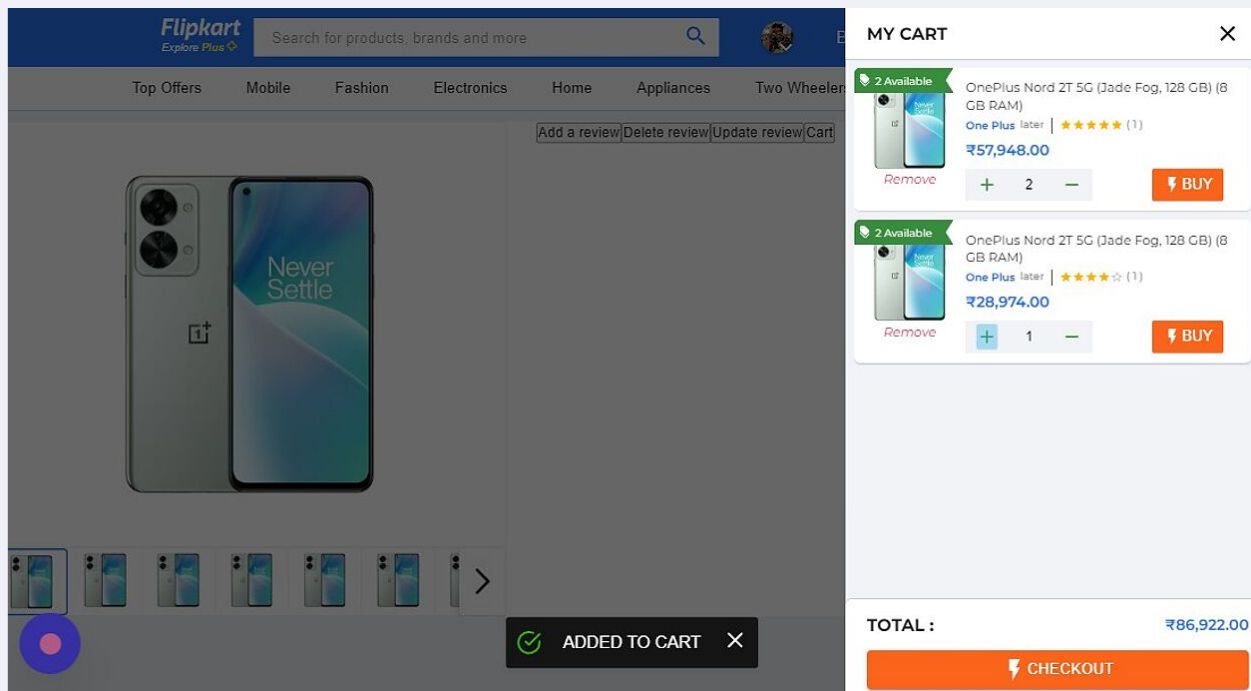 Flipkart
Explore Plus
Search for products, brands and more
B
Top Offers Mobile Fashion Electronics Home Appliances Two Wheelers
Add a review Delete review Update review Cart
Never
Settle
ADDED TO CART
MY CART
2 Available
OnePlus Nord 2T 5G (Jade Fog, 128 GB) (8
GB RAM)
One Plus later (1)
₹57,948.00
Remove
+ 2 − BUY
2 Available
OnePlus Nord 2T 5G (Jade Fog, 128 GB) (8
GB RAM)
One Plus later (1)
₹28,974.00
Remove
+ 1 − BUY
TOTAL : ₹86,922.00
CHECKOUT